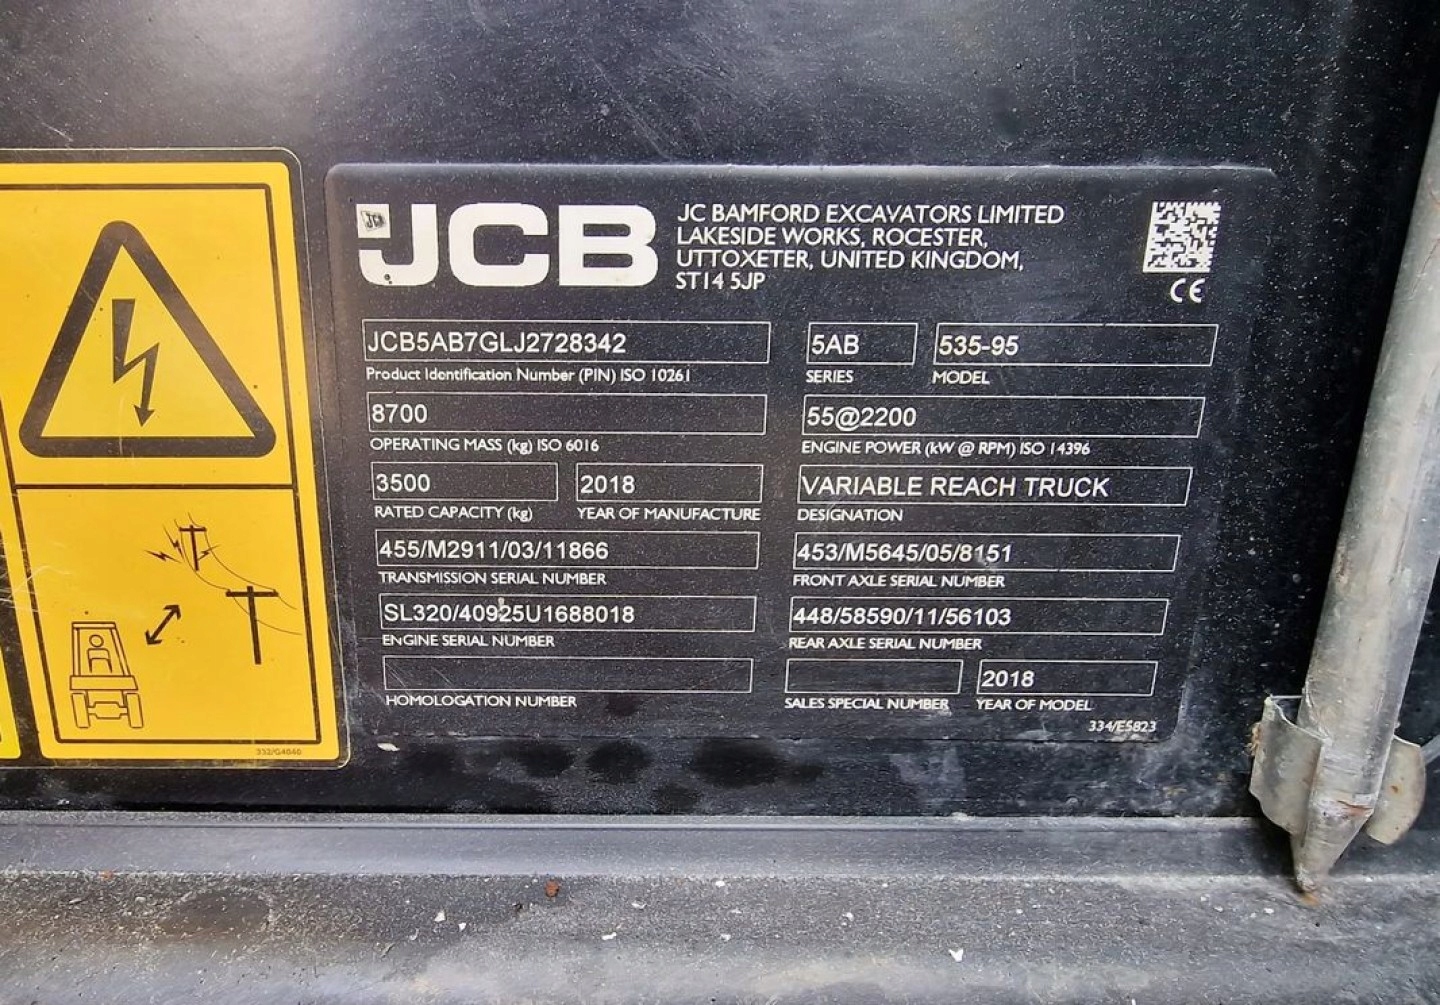 JCB
JCB
JC BAMFORD EXCAVATORS LIMITED
LAKESIDE WORKS, ROCESTER,
UTTOXETER, UNITED KINGDOM,
ST14 5JP
CE
JCB5AB7GLJ2728342
Product Identification Number (PIN) ISO 10261
5AB
SERIES
535-95
MODEL
8700
OPERATING MASS (kg) ISO 6016
55@2200
ENGINE POWER (kW @ RPM) ISO 14396
3500
RATED CAPACITY (kg)
2018
YEAR OF MANUFACTURE
VARIABLE REACH TRUCK
DESIGNATION
455/M2911/03/11866
TRANSMISSION SERIAL NUMBER
453/M5645/05/8151
FRONT AXLE SERIAL NUMBER
SL320/40925U1688018
ENGINE SERIAL NUMBER
448/58590/11/56103
REAR AXLE SERIAL NUMBER
HOMOLOGATION NUMBER
SALES SPECIAL NUMBER
2018
YEAR OF MODEL
334/E5823
332/G4040